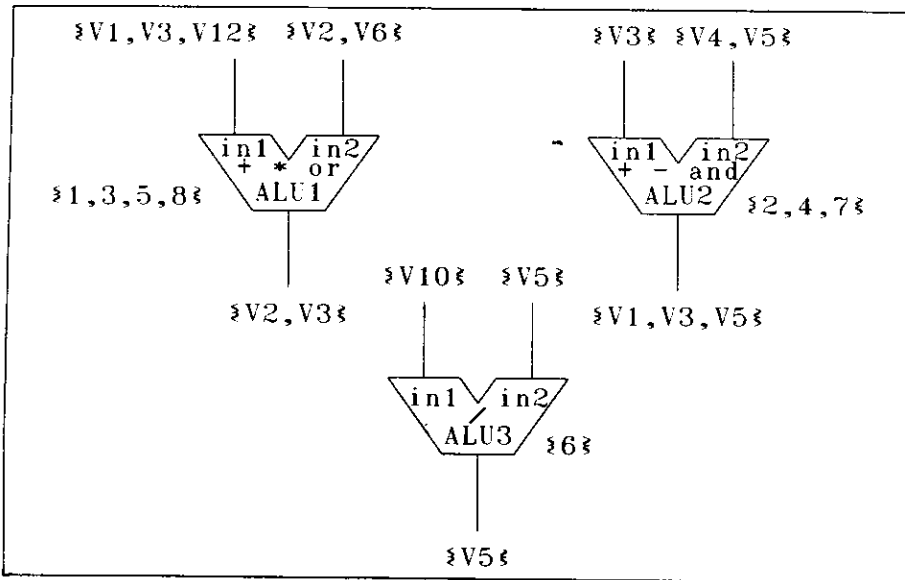 {V1,V3,V12} {V2,V6} {V3} {V4,V5}
in1 in2 in1 in2
+ * or + - and
{1,3,5,8} ALU1 ALU2 {2,4,7}
{V10} {V5}
{V2,V3} {V1,V3,V5}
in1 in2
/
ALU3 {6}
{V5}